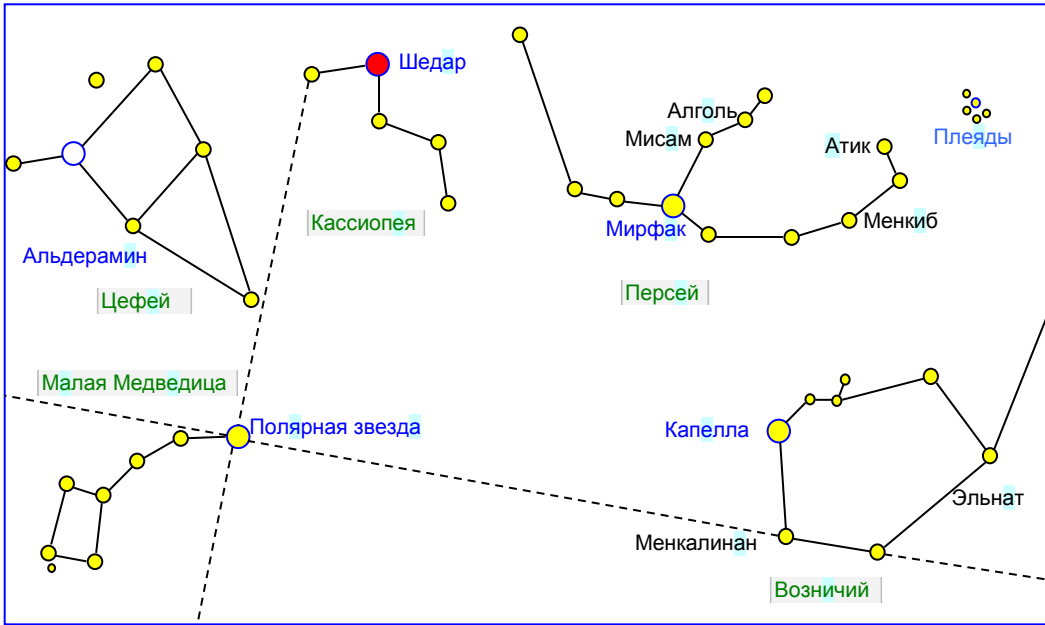 Шедар
Алголь
Мисам
Атик
Плеяды
Кассиопея
Мирфак
Менкиб
Альдерамин
Цефей
Персей
Малая Медведица
Полярная звезда
Капелла
Эльнат
Менкалинан
Возничий